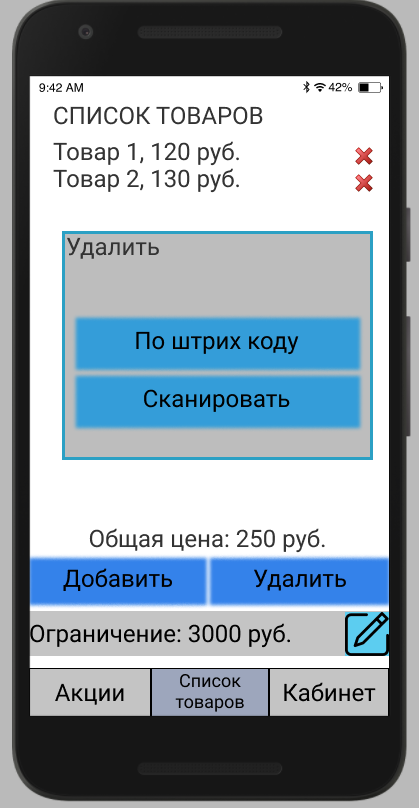 9:42 AM 42%
СПИСОК ТОВАРОВ
Товар 1, 120 руб.
Товар 2, 130 руб.
Удалить
По штрих коду
Сканировать
Общая цена: 250 руб.
Добавить Удалить
Ограничение: 3000 руб.
Акции Список товаров Кабинет